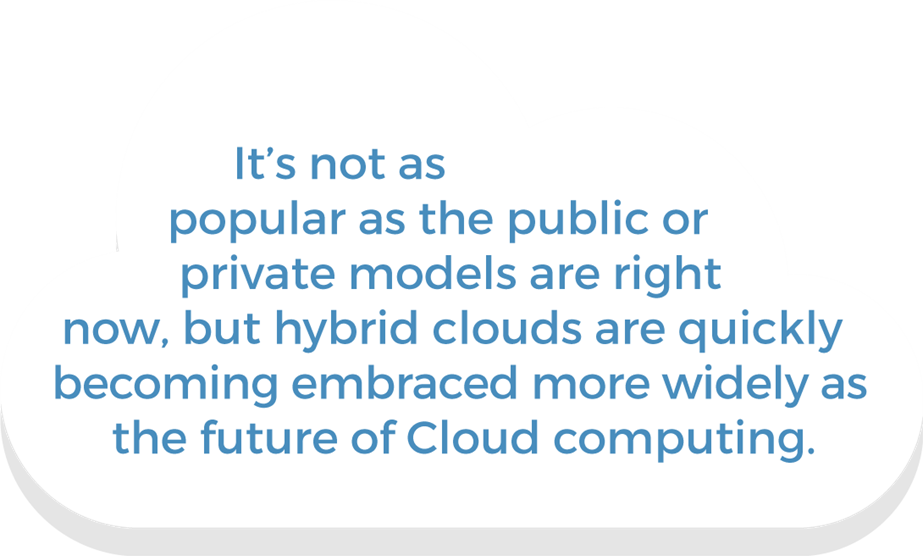 It’s not as
popular as the public or
private models are right
now, but hybrid clouds are quickly
becoming embraced more widely as
the future of Cloud computing.